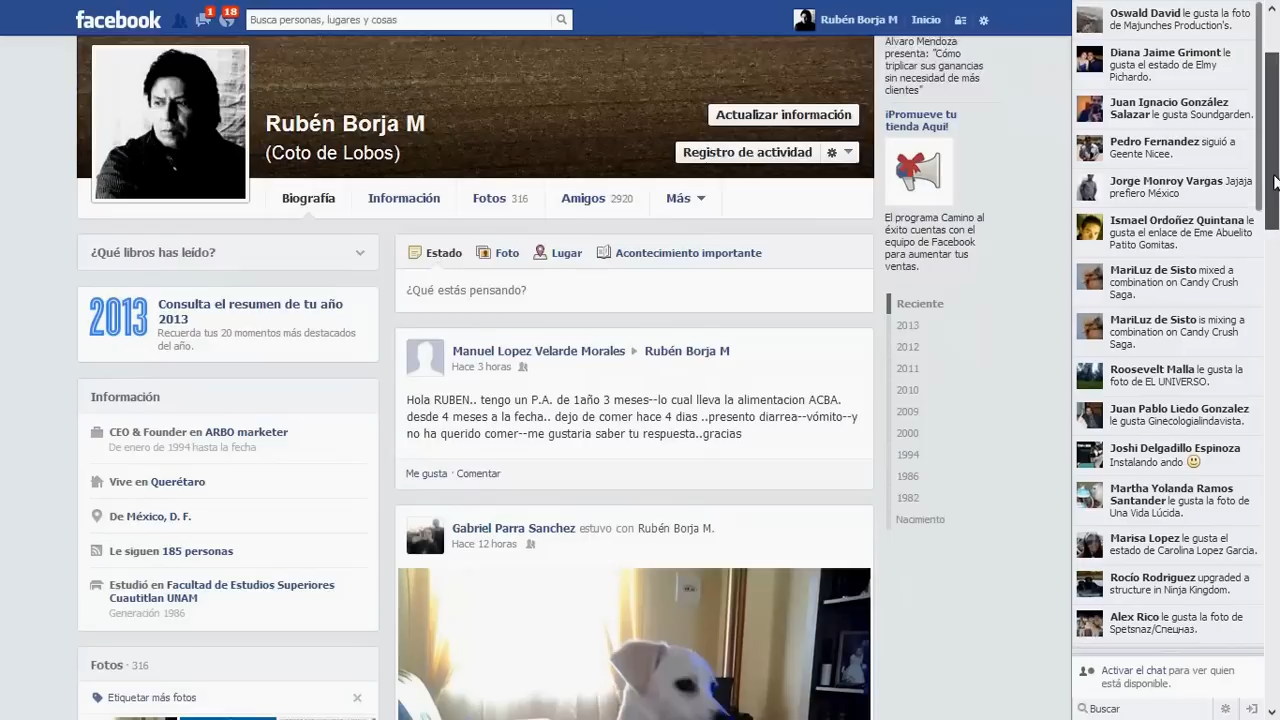 facebook
1
18
Busca personas, lugares y cosas
Rubén Borja M
Inicio
Rubén Borja M
(Coto de Lobos)
Actualizar información
Registro de actividad
Biografía
Información
Fotos 316
Amigos 2920
Más
¿Qué libros has leído?
2013
Consulta el resumen de tu año
2013
Recuerda tus 20 momentos más destacados
del año.
Información
CEO & Founder en ARBO marketer
De enero de 1994 hasta la fecha
Vive en Querétaro
De México, D. F.
Le siguen 185 personas
Estudió en Facultad de Estudios Superiores
Cuautitlan UNAM
Generación 1986
Fotos · 316
Etiquetar más fotos
Estado
Foto
Lugar
Acontecimiento importante
¿Qué estás pensando?
Manuel Lopez Velarde Morales
Rubén Borja M
Hace 3 horas
Hola RUBEN.. tengo un P.A. de 1año 3 meses--lo cual lleva la alimentacion ACBA.
desde 4 meses a la fecha.. dejo de comer hace 4 dias ..presento diarrea--vómito--y
no ha querido comer--me gustaria saber tu respuesta..gracias
Me gusta · Comentar
Gabriel Parra Sanchez estuvo con Rubén Borja M.
Hace 12 horas
Alvaro Mendoza
presenta: "Cómo
triplicar sus ganancias
sin necesidad de más
clientes"
¡Promueve tu
tienda Aqui!
El programa Camino al
éxito cuentas con el
equipo de Facebook
para aumentar tus
ventas.
Reciente
2013
2012
2011
2010
2009
2000
1994
1986
1982
Nacimiento
Oswald David le gusta la foto
de Majunches Production's.
Diana Jaime Grimont le
gusta el estado de Elmy
Pichardo.
Juan Ignacio González
Salazar le gusta Soundgarden.
Pedro Fernandez siguió a
Geente Nicee.
Jorge Monroy Vargas Jajaja
prefiero México
Ismael Ordoñez Quintana le
gusta el enlace de Eme Abuelito
Patito Gomitas.
MariLuz de Sisto mixed a
combination on Candy Crush
Saga.
MariLuz de Sisto is mixing a
combination on Candy Crush
Saga.
Roosevelt Malla le gusta la
foto de EL UNIVERSO.
Juan Pablo Liedo Gonzalez
le gusta Ginecologialindavista.
Joshi Delgadillo Espinoza
Instalando ando
Martha Yolanda Ramos
Santander le gusta la foto de
Una Vida Lúcida.
Marisa Lopez le gusta el
estado de Carolina Lopez Garcia.
Rocío Rodriguez upgraded a
structure in Ninja Kingdom.
Alex Rico le gusta la foto de
Spetsnaz/Спецназ.
Activar el chat para ver quien
está disponible.
Buscar